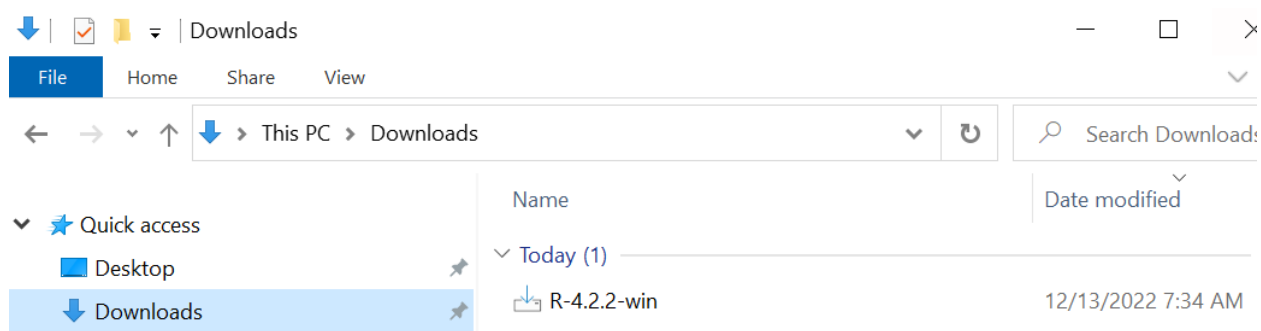 Downloads
File Home Share View
This PC > Downloads Search Downloads
Name Date modified
Quick access
Today (1)
Desktop
R-4.2.2-win 12/13/2022 7:34 AM
Downloads